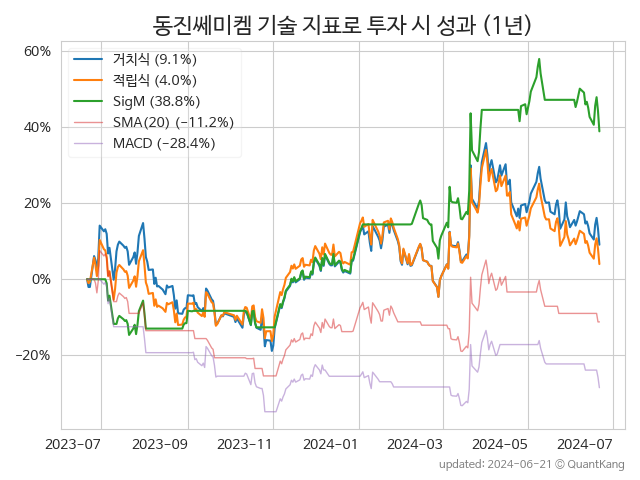 동진쎄미켐 기술 지표로 투자 시 성과 (1년)
거치식 (9.1%)
적립식 (4.0%)
SigM (38.8%)
SMA(20) (−11.2%)
MACD (−28.4%)
60%
40%
20%
0%
−20%
2023-07 2023-09 2023-11 2024-01 2024-03 2024-05 2024-07
updated: 2024-06-21 © QuantKang